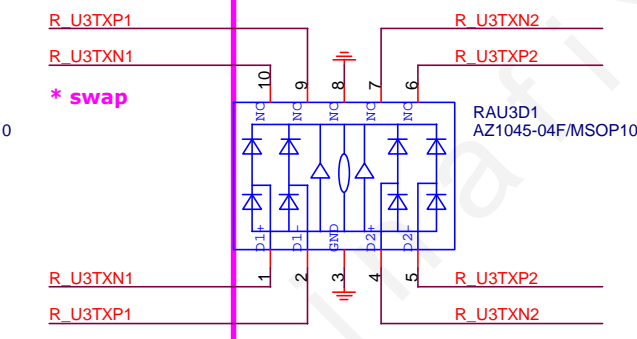 R_U3TXP1
R_U3TXN2
R_U3TXN1
R_U3TXP2
* swap
10
9
8
7
6
NC
NC
NC
NC
NC
RAU3D1
AZ1045-04F/MSOP10
0
D1+
D1-
GND
D2+
D2-
1
2
3
4
5
R_U3TXN1
R_U3TXP2
R_U3TXP1
R_U3TXN2